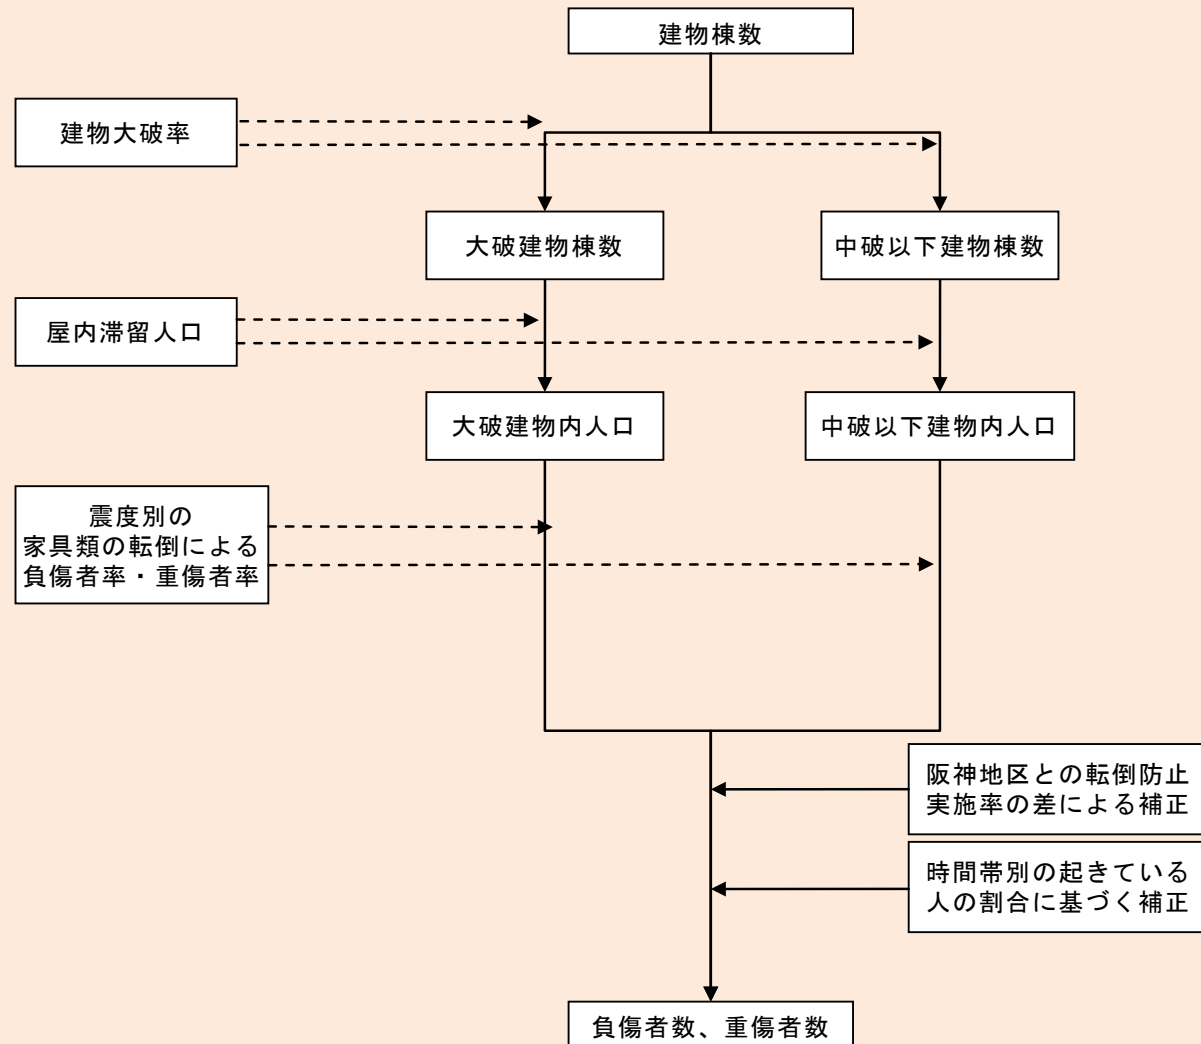 建物棟数
建物大破率
大破建物棟数
中破以下建物棟数
屋内滞留人口
大破建物内人口
中破以下建物内人口
震度別の
家具類の転倒による
負傷者率・重傷者率
阪神地区との転倒防止
実施率の差による補正
時間帯別の起きている
人の割合に基づく補正
負傷者数、重傷者数